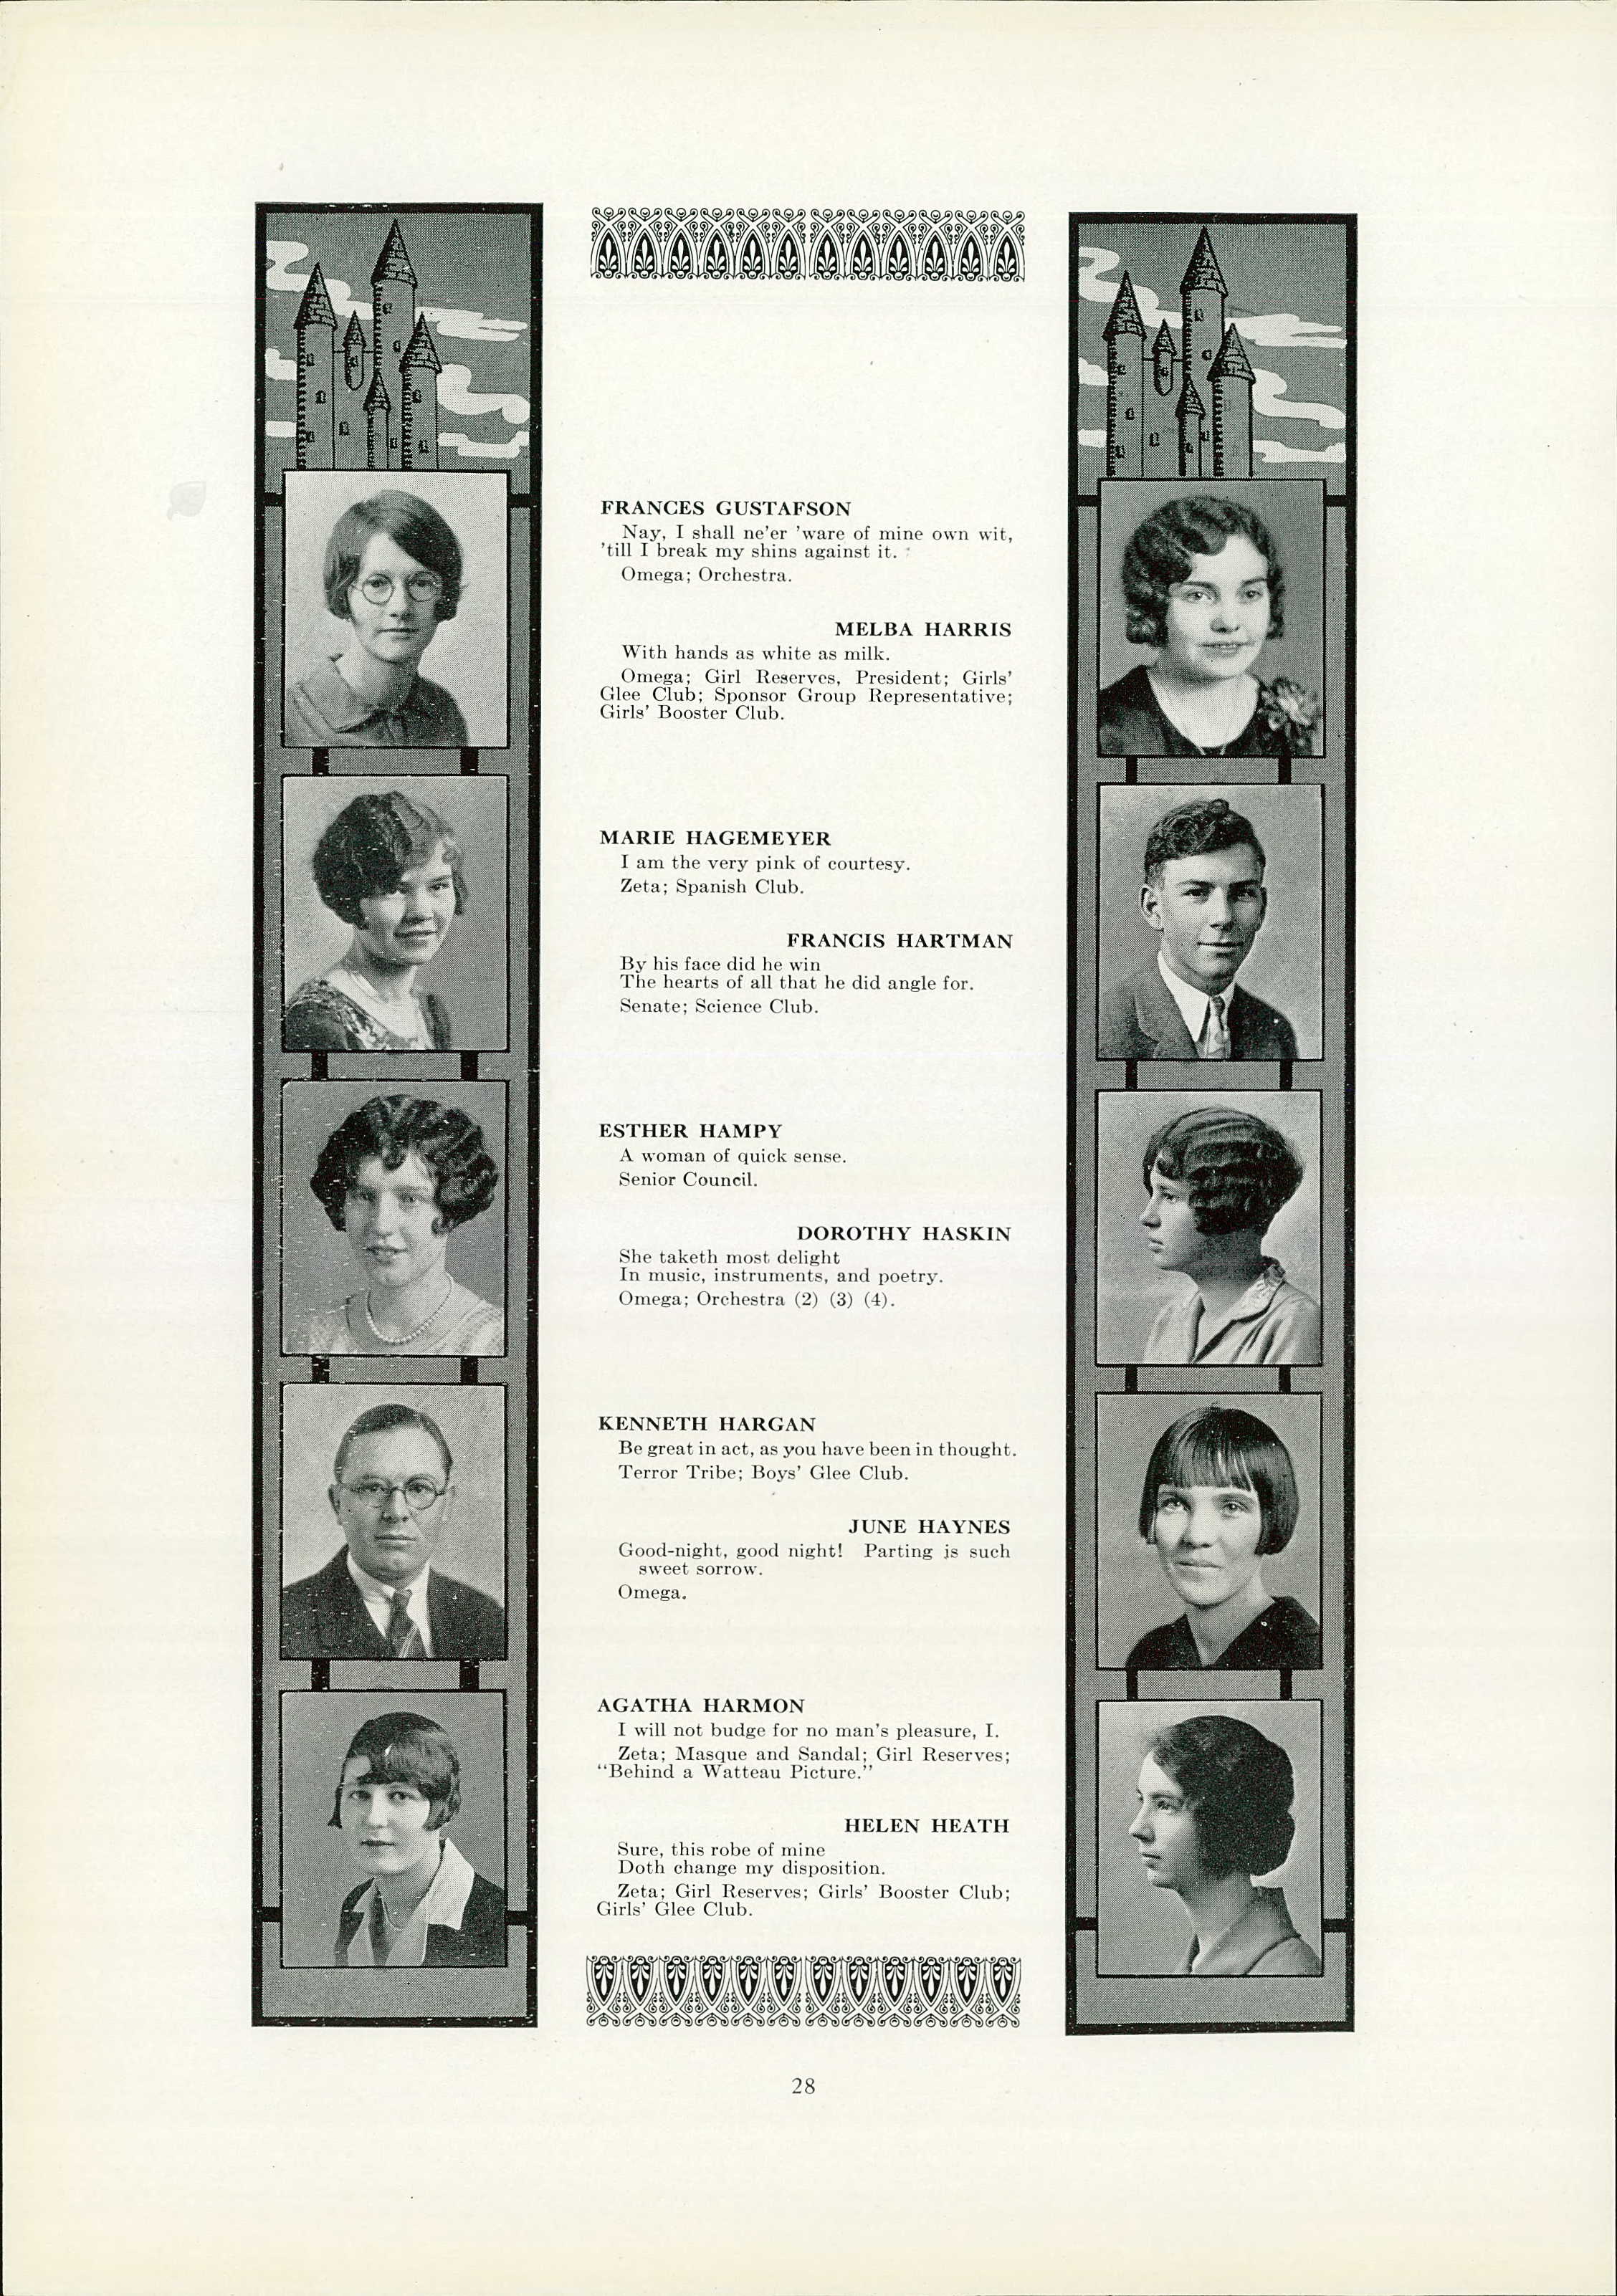 FRANCES GUSTAFSON
Nay, I shall ne'er 'ware of mine own wit,
'till I break my shins against it.
Omega; Orchestra.
MELBA HARRIS
With hands as white as milk.
Omega; Girl Reserves, President; Girls'
Glee Club; Sponsor Group Representative;
Girls' Booster Club.
MARIE HAGEMEYER
I am the very pink of courtesy.
Zeta; Spanish Club.
FRANCIS HARTMAN
By his face did he win
The hearts of all that he did angle for.
Senate; Science Club.
ESTHER HAMPY
A woman of quick sense.
Senior Council.
DOROTHY HASKIN
She taketh most delight
In music, instruments, and poetry.
Omega; Orchestra (2) (3) (4).
KENNETH HARGAN
Be great in act, as you have been in thought.
Terror Tribe; Boys' Glee Club.
JUNE HAYNES
Good-night, good night! Parting is such
sweet sorrow.
Omega.
AGATHA HARMON
I will not budge for no man's pleasure, I.
Zeta; Masque and Sandal; Girl Reserves;
"Behind a Watteau Picture."
HELEN HEATH
Sure, this robe of mine
Doth change my disposition.
Zeta; Girl Reserves; Girls' Booster Club;
Girls' Glee Club.
28